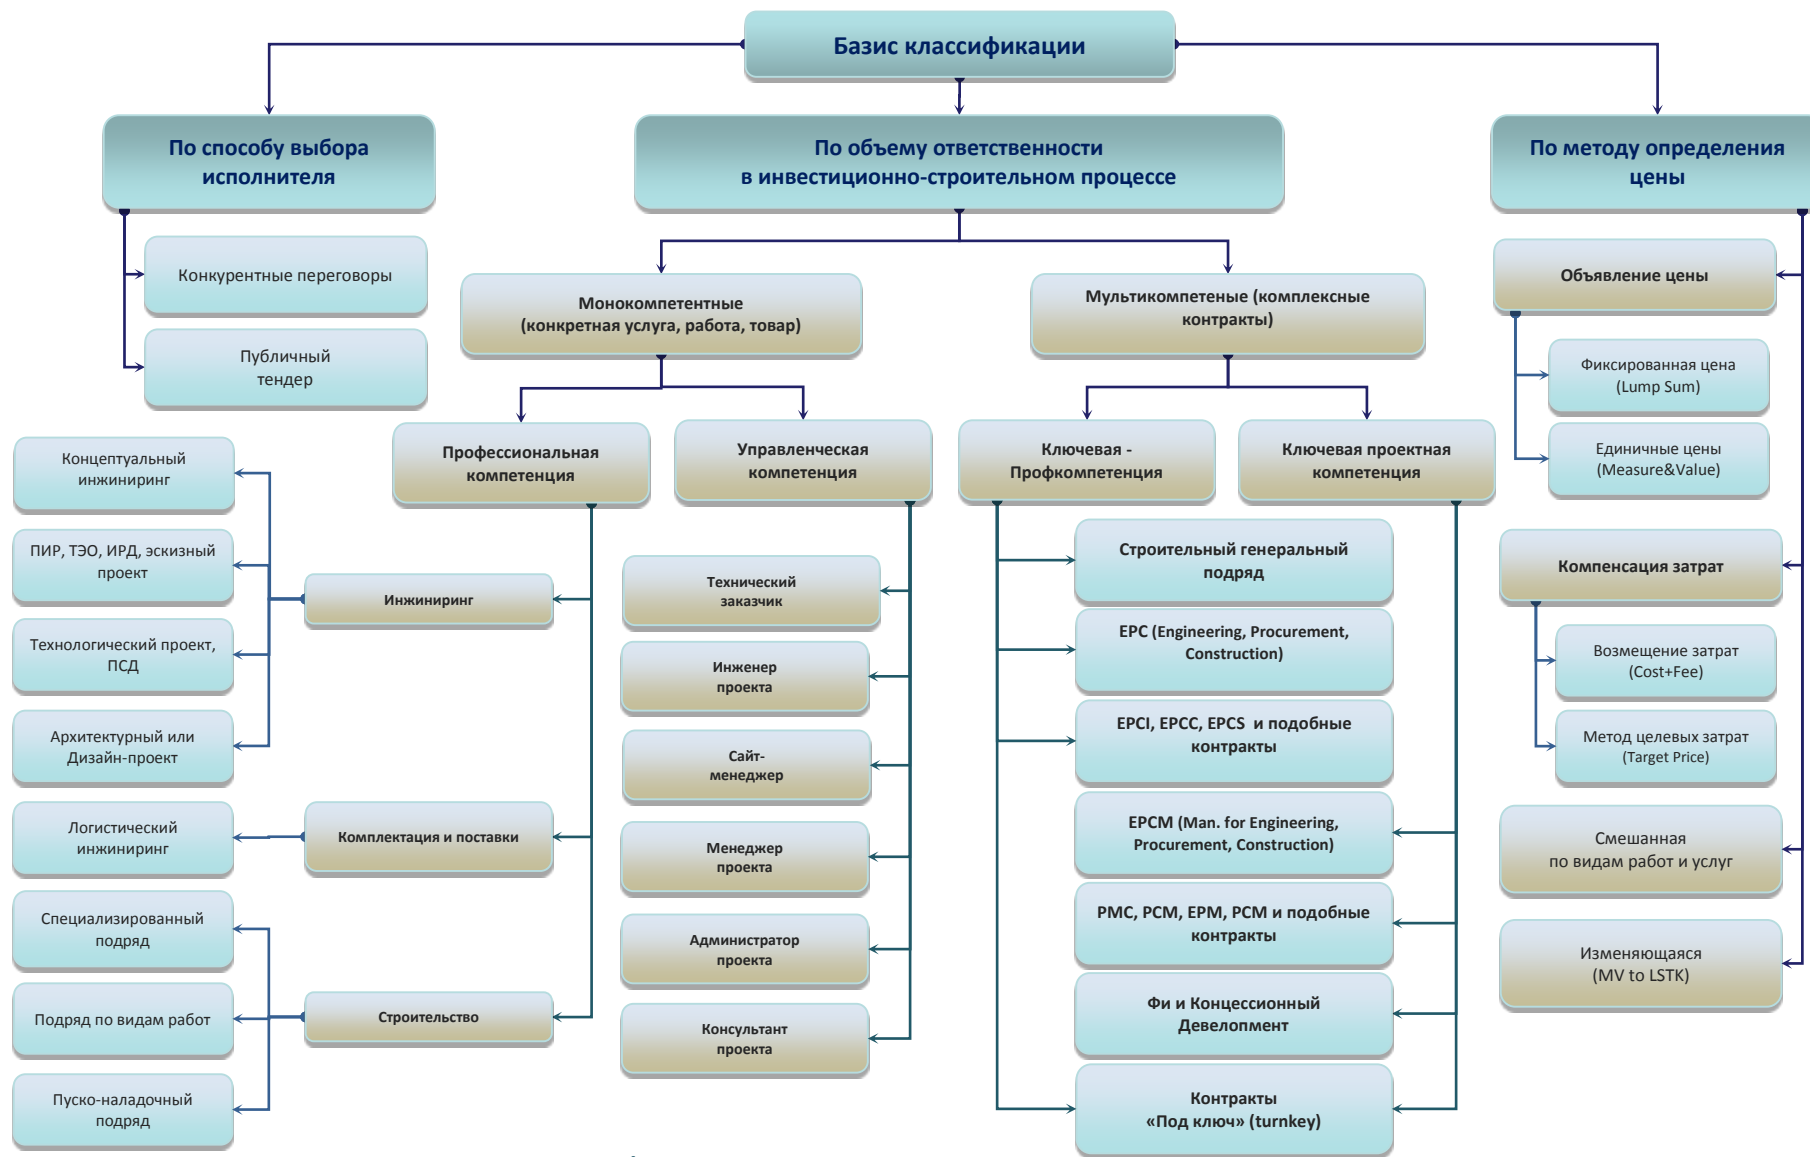 Базис классификации
По способу выбора
исполнителя
Конкурентные переговоры
Публичный
тендер
По объему ответственности
в инвестиционно-строительном процессе
Монокомпетентные
(конкретная услуга, работа, товар)
Профессиональная
компетенция
Концептуальный
инжиниринг
ПИР, ТЭО, ИРД, эскизный
проект
Технологический проект,
ПСД
Архитектурный или
Дизайн-проект
Инжиниринг
Логистический
инжиниринг
Комплектация и поставки
Специализированный
подряд
Подряд по видам работ
Пуско-наладочный
подряд
Строительство
Управленческая
компетенция
Технический
заказчик
Инженер
проекта
Сайт-
менеджер
Менеджер
проекта
Администратор
проекта
Консультант
проекта
Мультикомпетеные (комплексные
контракты)
Ключевая -
Профкомпетенция
Ключевая проектная
компетенция
Строительный генеральный
подряд
EPC (Engineering, Procurement,
Construction)
EPCI, EPCC, EPCS и подобные
контракты
EPCM (Man. for Engineering,
Procurement, Construction)
PMC, PCM, EPM, PCM и подобные
контракты
Фи и Концессионный
Девелопмент
Контракты
«Под ключ» (turnkey)
По методу определения
цены
Объявление цены
Фиксированная цена
(Lump Sum)
Единичные цены
(Measure&Value)
Компенсация затрат
Возмещение затрат
(Cost+Fee)
Метод целевых затрат
(Target Price)
Смешанная
по видам работ и услуг
Изменяющаяся
(MV to LSTK)